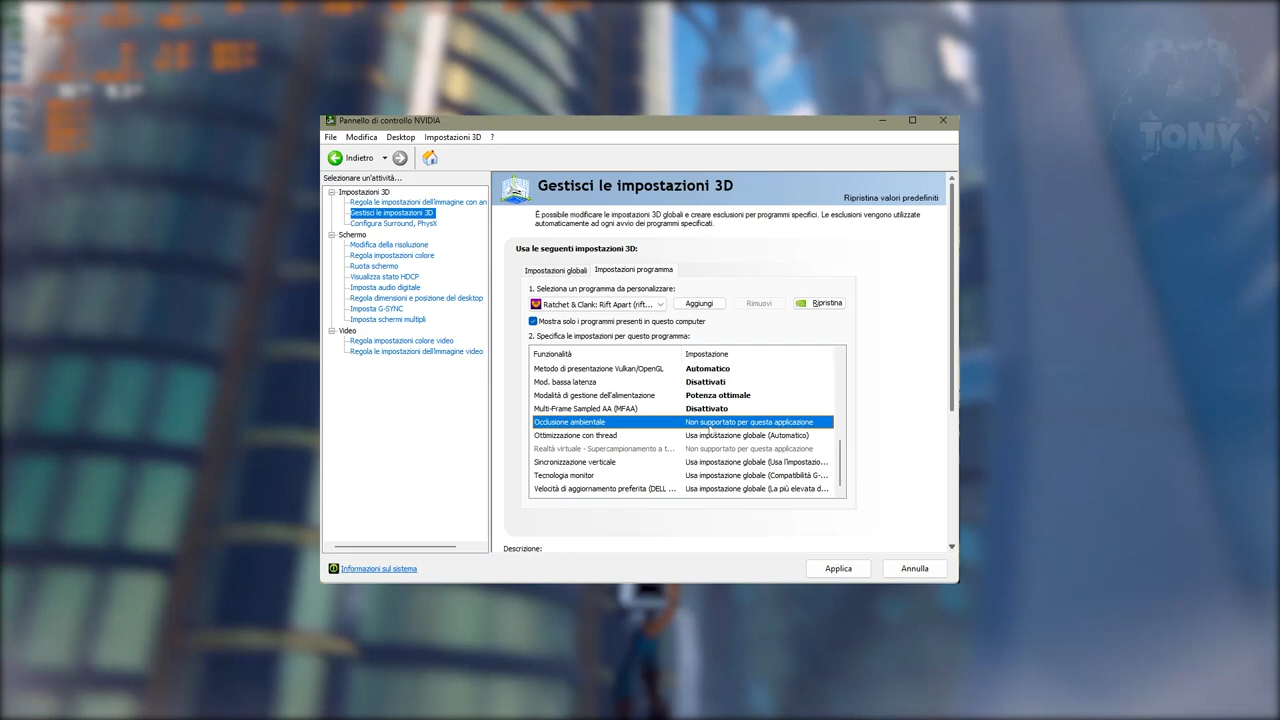 TONY
Pannello di controllo NVIDIA
File Modifica Desktop Impostazioni 3D ?
Indietro
Selezionare un'attività...
Impostazioni 3D
Regola le impostazioni dell'immagine con an
Gestisci le impostazioni 3D
Configura Surround, PhysX
Schermo
Modifica della risoluzione
Regola impostazioni colore
Ruota schermo
Visualizza stato HDCP
Imposta audio digitale
Regola dimensioni e posizione del desktop
Imposta G-SYNC
Imposta schermi multipli
Video
Regola impostazioni colore video
Regola le impostazioni dell'immagine video
Informazioni sul sistema
Gestisci le impostazioni 3D
Ripristina valori predefiniti
È possibile modificare le impostazioni 3D globali e creare esclusioni per programmi specifici. Le esclusioni vengono utilizzate
automaticamente ad ogni avvio dei programmi specificati.
Usa le seguenti impostazioni 3D:
Impostazioni globali Impostazioni programma
1. Seleziona un programma da personalizzare:
Ratchet & Clank: Rift Apart (rift... Aggiungi Rimuovi Ripristina
Mostra solo i programmi presenti in questo computer
2. Specifica le impostazioni per questo programma:
Funzionalità Impostazione
Metodo di presentazione Vulkan/OpenGL Automatico
Mod. bassa latenza Disattivati
Modalità di gestione dell'alimentazione Potenza ottimale
Multi-Frame Sampled AA (MFAA) Disattivato
Occlusione ambientale Non supportato per questa applicazione
Ottimizzazione con thread Usa impostazione globale (Automatico)
Realtà virtuale - Supercampionamento a t... Non supportato per questa applicazione
Sincronizzazione verticale Usa impostazione globale (Usa l'impostazio...
Tecnologia monitor Usa impostazione globale (Compatibilità G-...
Velocità di aggiornamento preferita (DELL ... Usa impostazione globale (La più elevata d...
Descrizione:
Applica Annulla